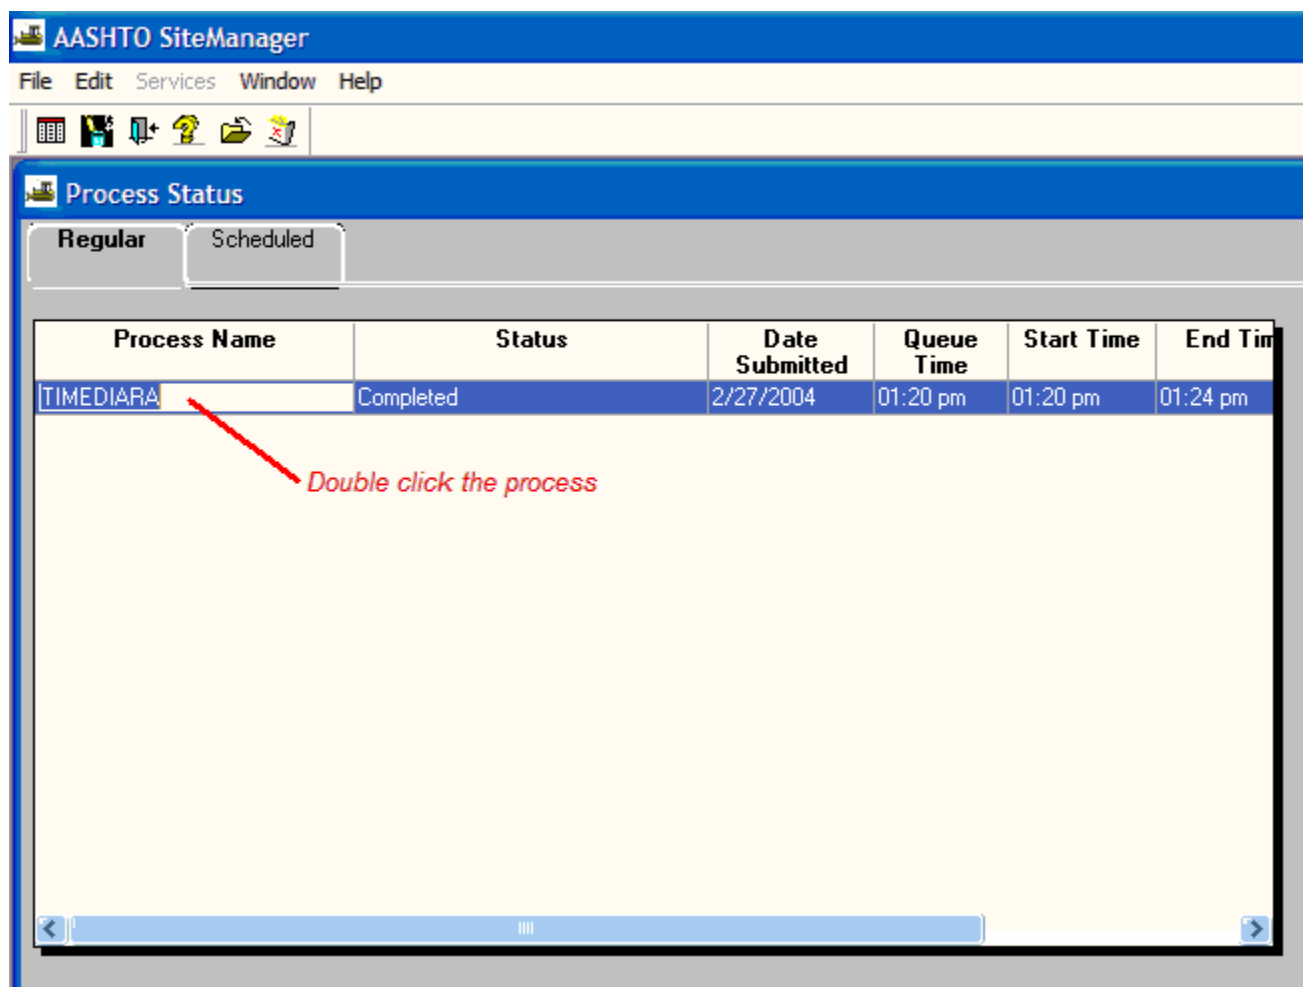 AASHTO SiteManager
File Edit Services Window Help
Process Status
Regular Scheduled
Process Name Status Date Submitted Queue Time Start Time End Tim
TIMEDIARA Completed 2/27/2004 01:20 pm 01:20 pm 01:24 pm
Double click the process